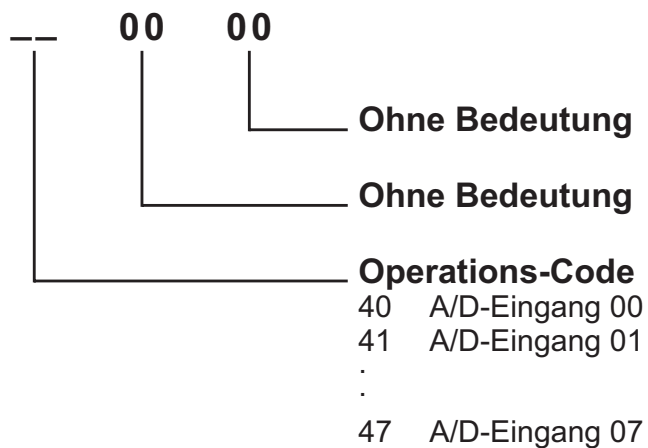 __ 00 00
Ohne Bedeutung
Ohne Bedeutung
Operations-Code
40 A/D-Eingang 00
41 A/D-Eingang 01
.
.
47 A/D-Eingang 07